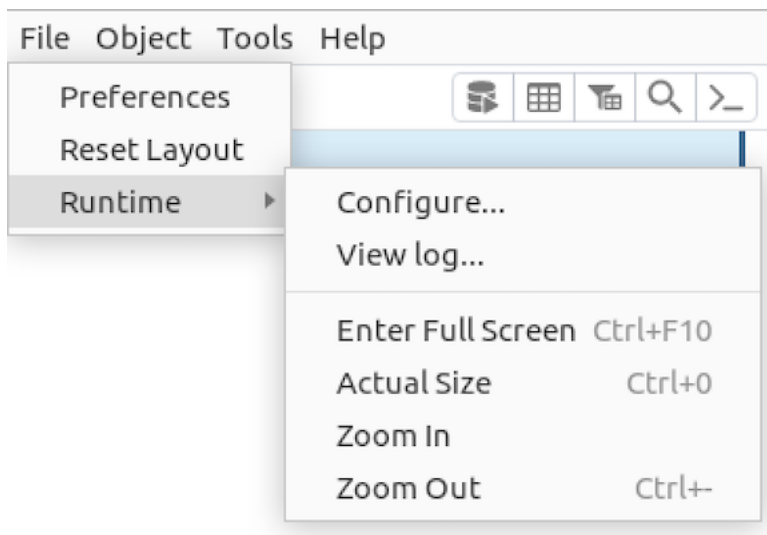 File Object Tools Help
Preferences
Reset Layout
Runtime
Configure...
View log...
Enter Full Screen Ctrl+F10
Actual Size Ctrl+0
Zoom In
Zoom Out Ctrl+-